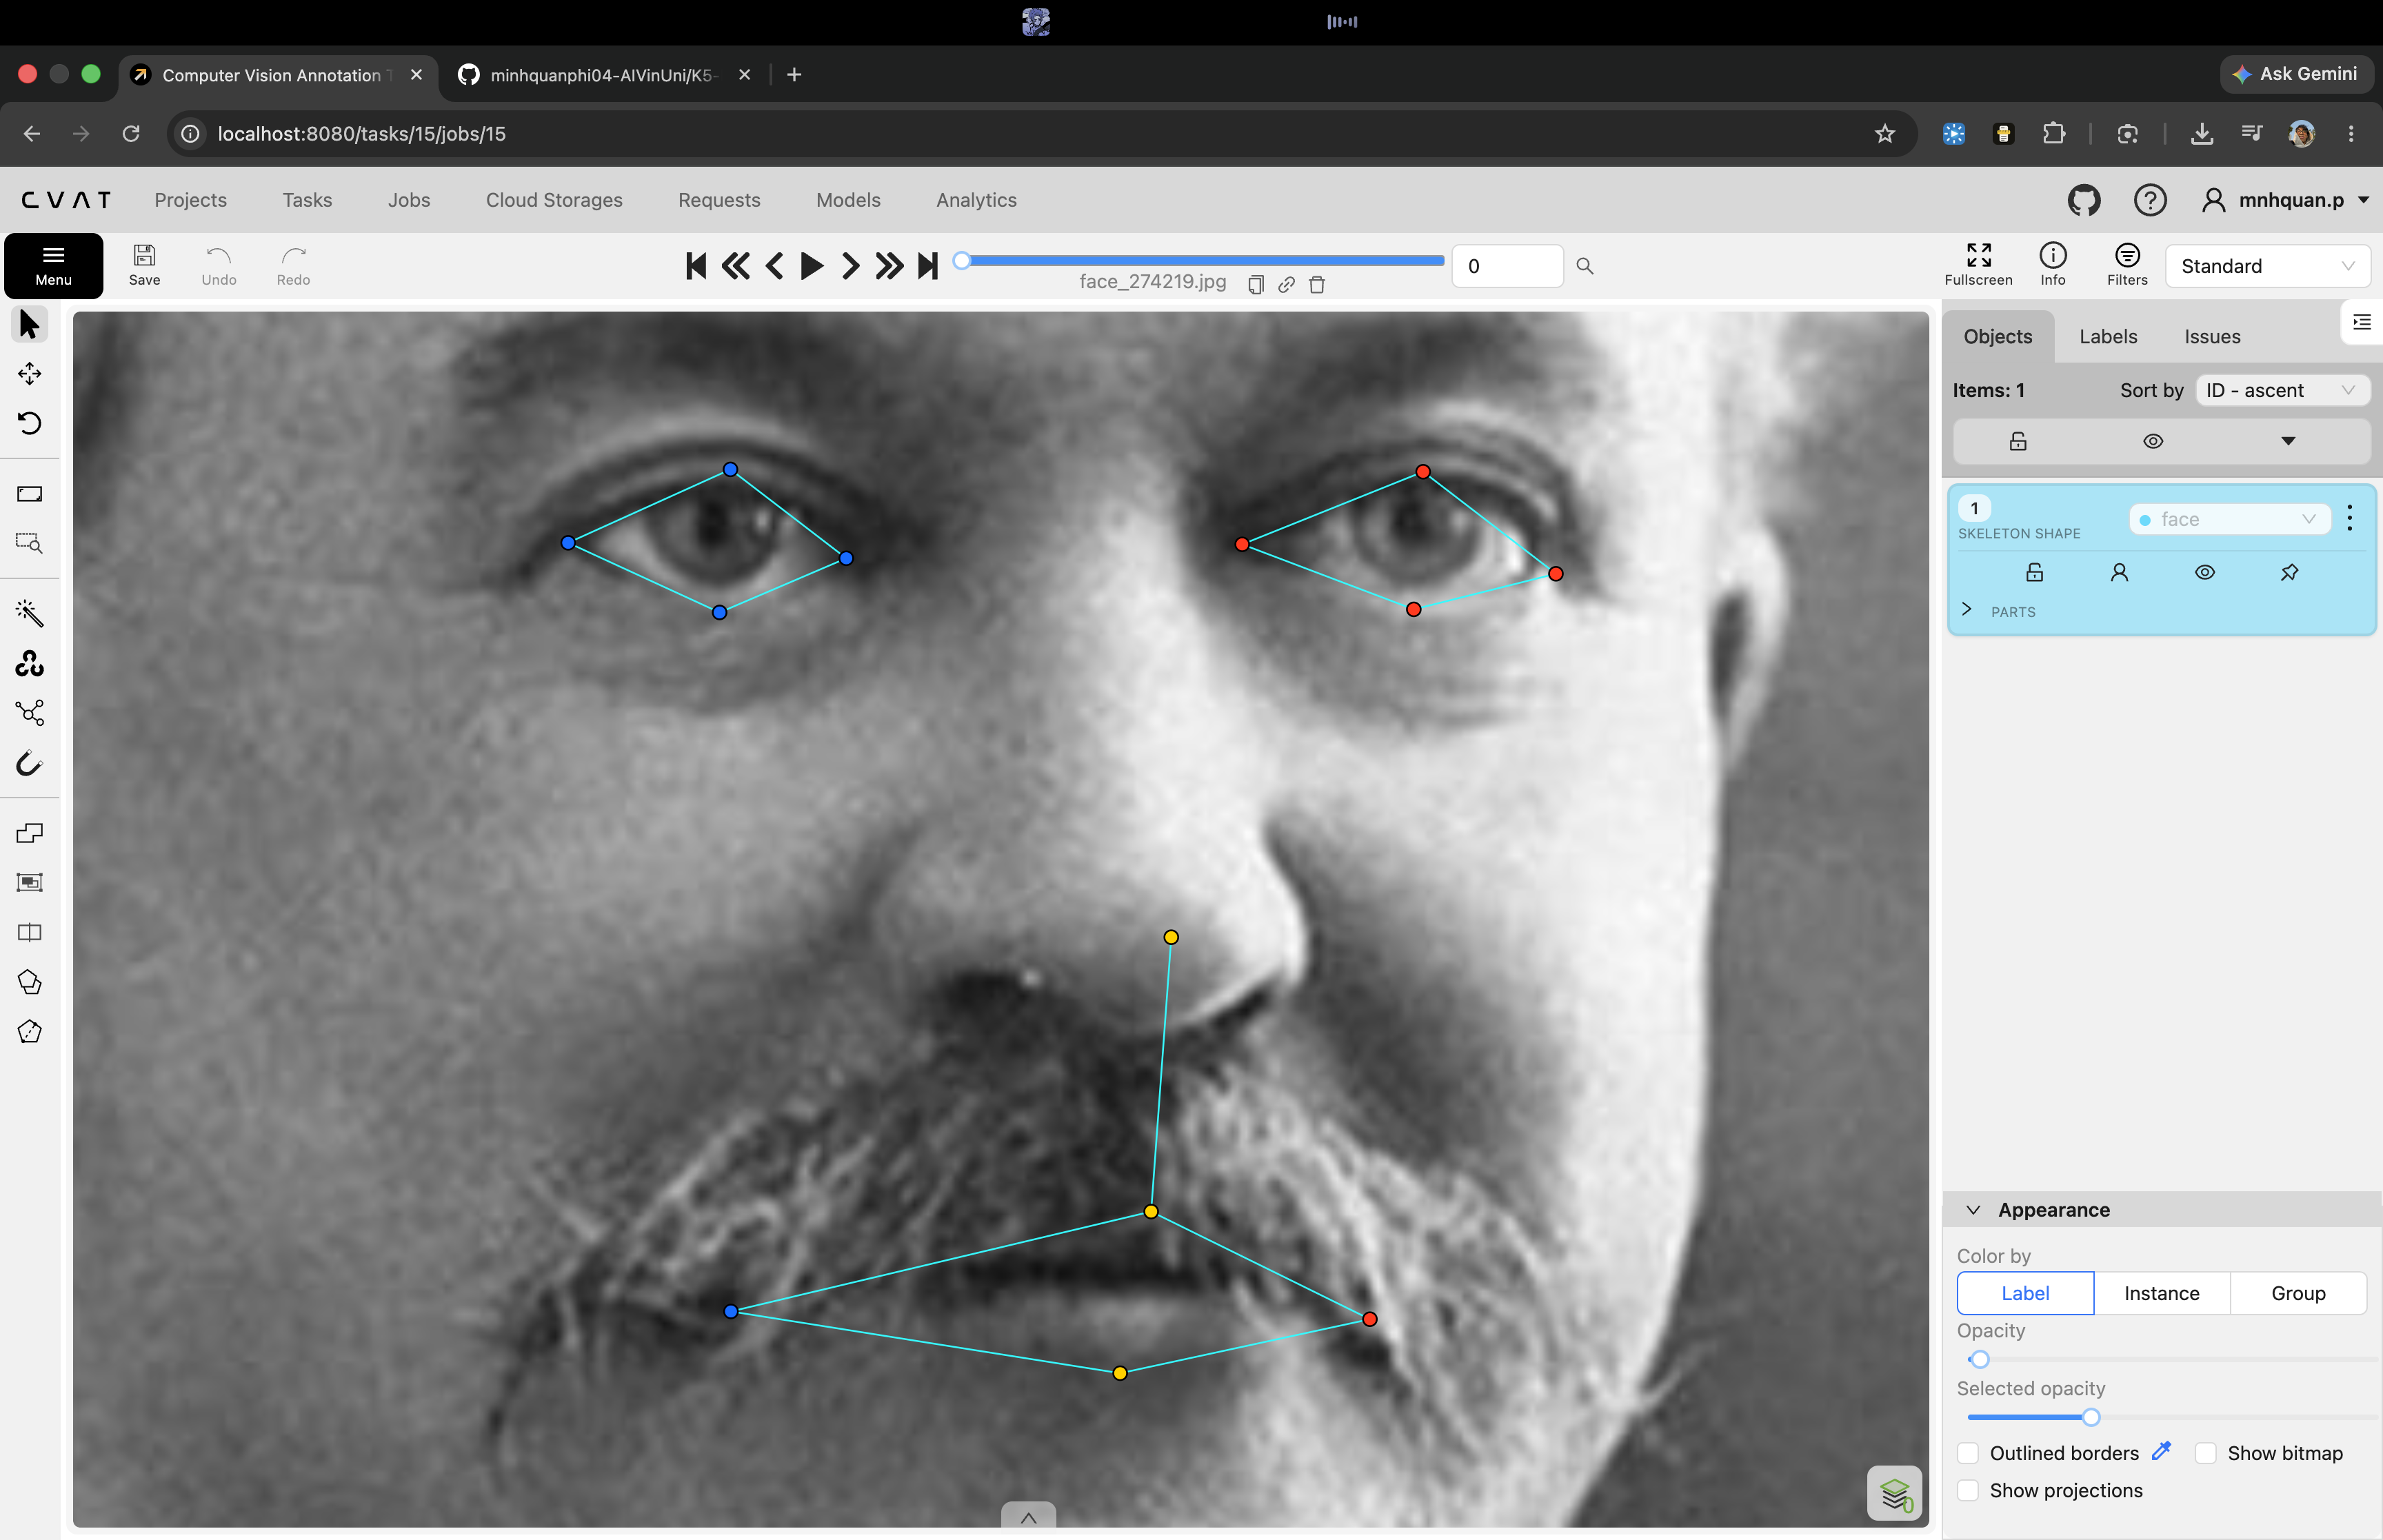 Computer Vision Annotation T
minhquanphi04-AIVinUni/K5-
Ask Gemini
localhost:8080/tasks/15/jobs/15
CVAT
Projects
Tasks
Jobs
Cloud Storages
Requests
Models
Analytics
mnhquan.p
Menu
Save
Undo
Redo
face_274219.jpg
0
Fullscreen
Info
Filters
Standard
Objects
Labels
Issues
Items: 1
Sort by
ID - ascent
1
SKELETON SHAPE
face
PARTS
Appearance
Color by
Label
Instance
Group
Opacity
Selected opacity
Outlined borders
Show bitmap
Show projections
0